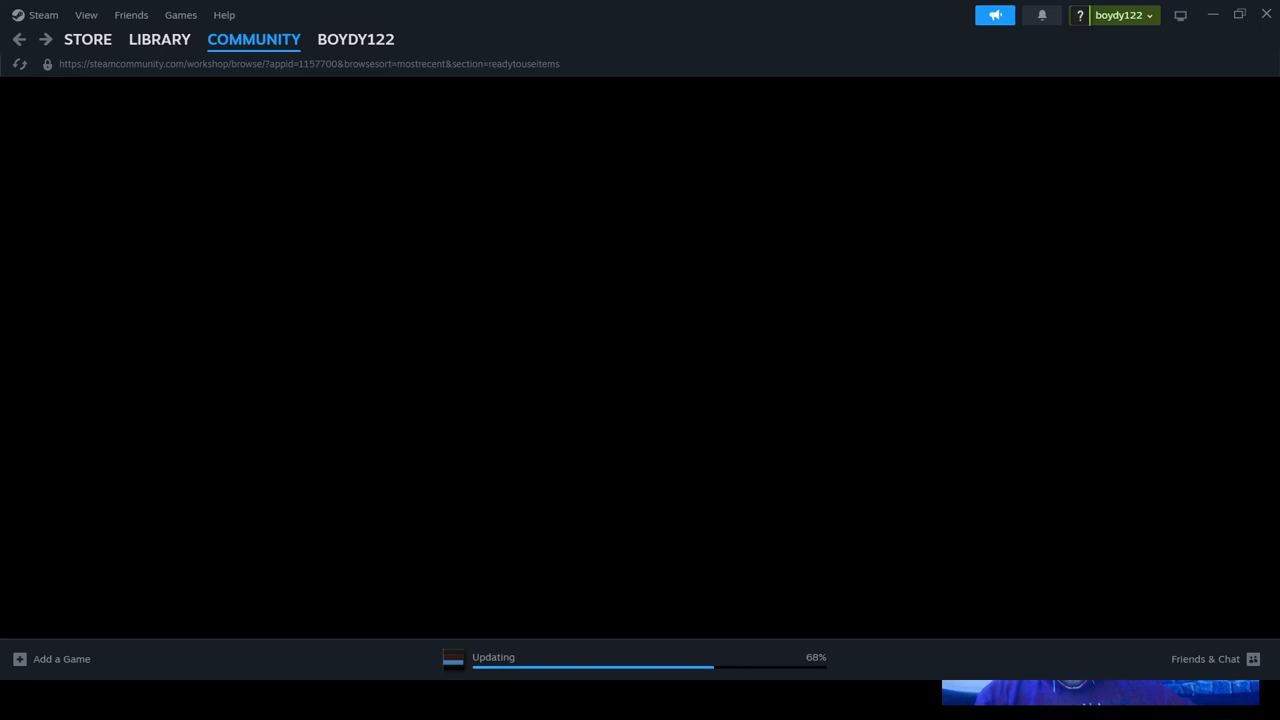 Steam View Friends Games Help ? boydy122
STORE LIBRARY COMMUNITY BOYDY122
https://steamcommunity.com/workshop/browse/?appid=1157700&browsesort=mostrecent&section=readytouseitems
Add a Game Updating 68% Friends & Chat